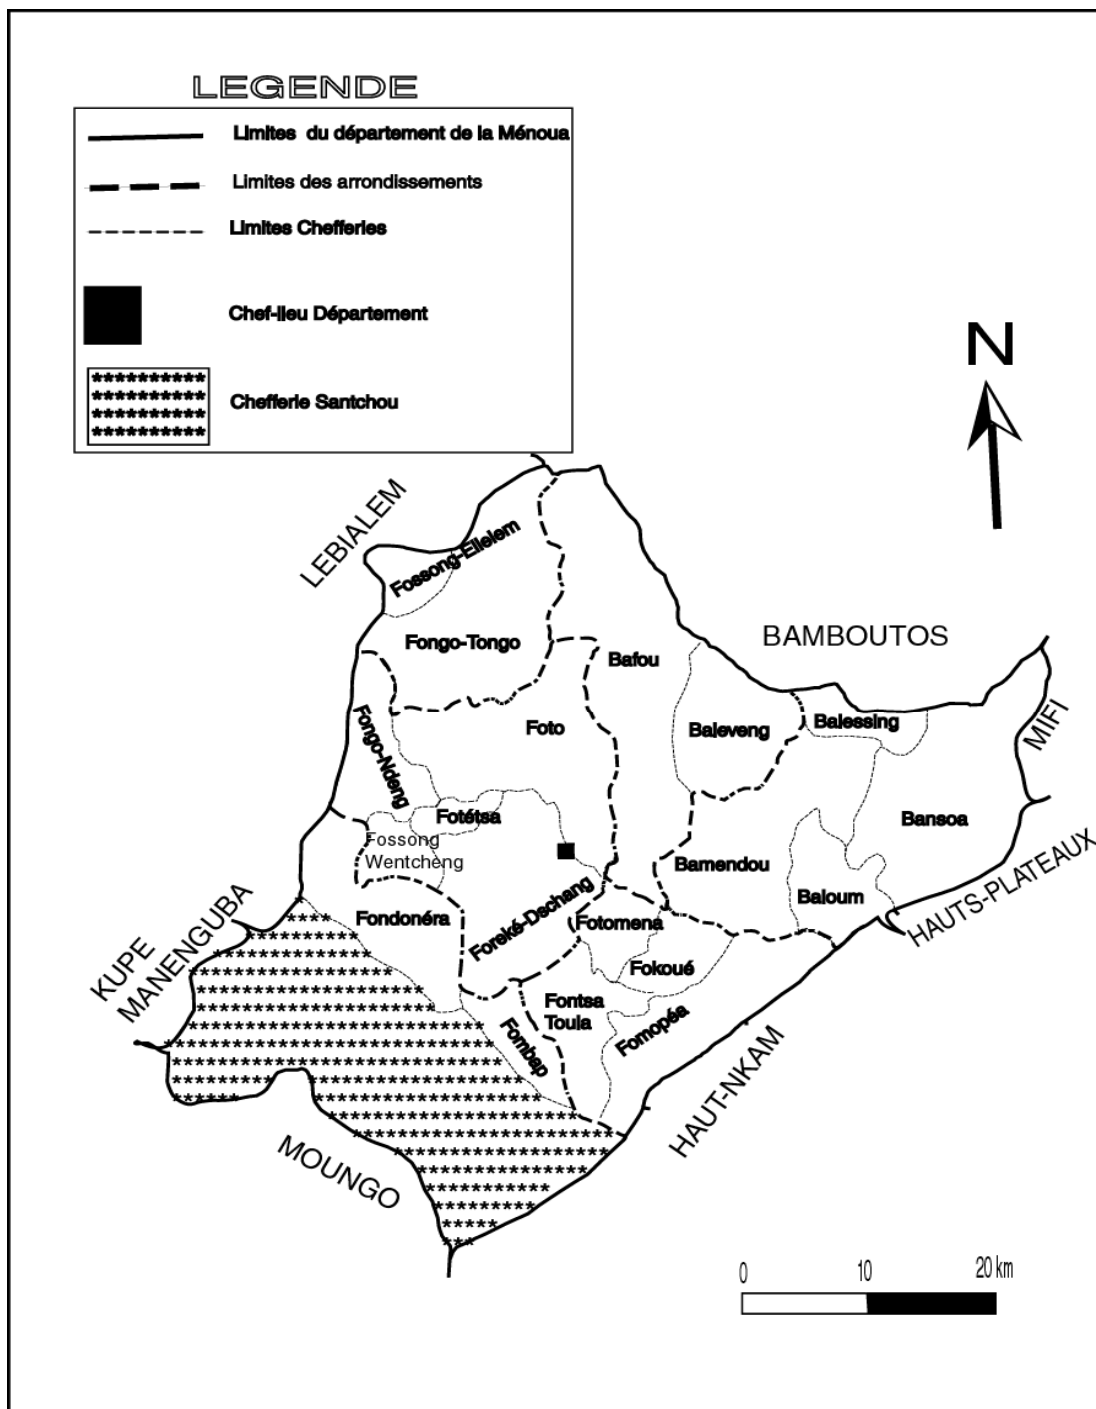 LEGENDE
Limites du département de la Ménoua
Limites des arrondissements
Limites Chefferies
Chef-lieu Département
**********
**********
**********
**********
Chefferie Santchou
N
LEBIALEM
Fossong-Ellelem
Fongo-Tongo
Bafou
BAMBOUTOS
Foto
Baleveng
Balessing
MIFI
Fongo-Ndeng
Fotétsa
Bansoa
Fossong
Wentcheng
Bamendou
Baloum
HAUTS-PLATEAUX
Fondonéra
Foreké-Dschang
Fotomena
Fokoué
KUPE
MANENGUBA
Fontsa
Toula
Fombap
Fomopéa
HAUT-NKAM
MOUNGO
0 10 20 km